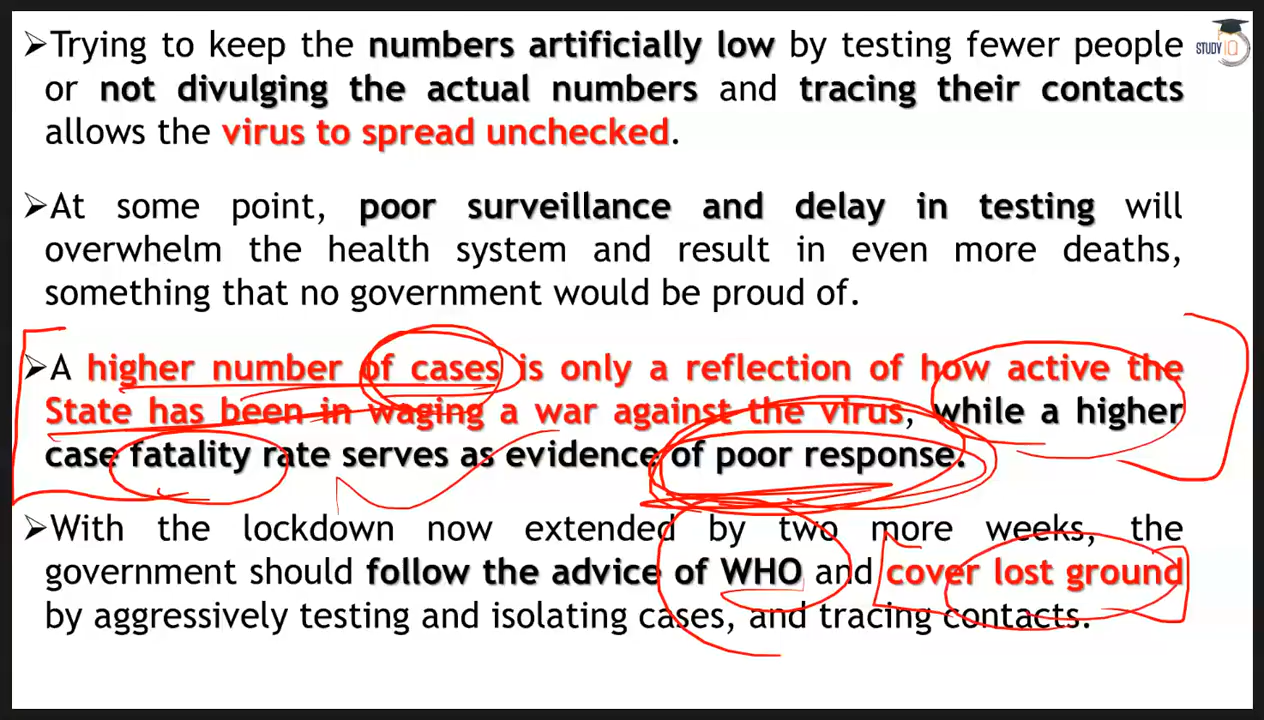 ➢Trying to keep the numbers artificially low by testing fewer people
or not divulging the actual numbers and tracing their contacts
allows the virus to spread unchecked.
➢At some point, poor surveillance and delay in testing will
overwhelm the health system and result in even more deaths,
something that no government would be proud of.
➢A higher number of cases is only a reflection of how active the
State has been in waging a war against the virus, while a higher
case fatality rate serves as evidence of poor response.
➢With the lockdown now extended by two more weeks, the
government should follow the advice of WHO and cover lost ground
by aggressively testing and isolating cases, and tracing contacts.
STUDY IQ